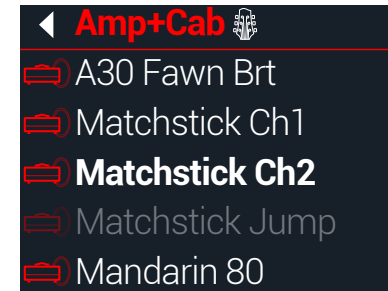 Amp+Cab
A30 Fawn Brt
Matchstick Ch1
Matchstick Ch2
Matchstick Jump
Mandarin 80